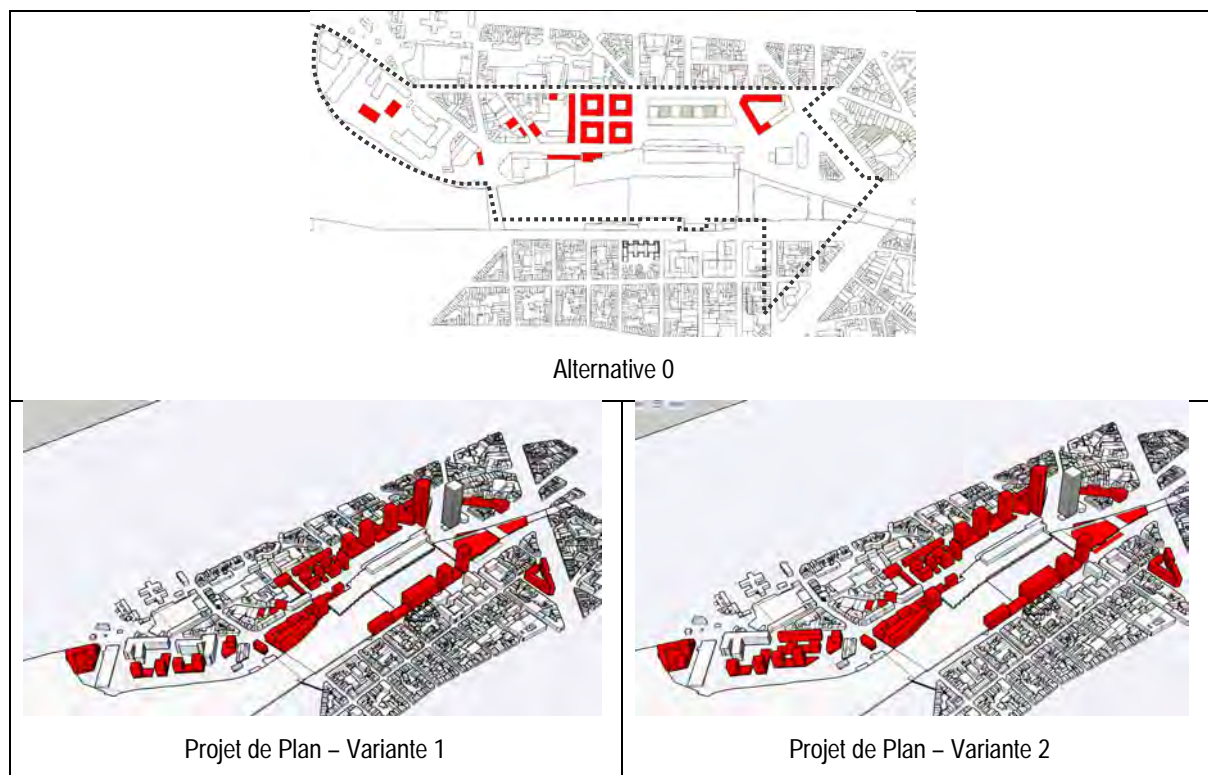 Alternative 0
Projet de Plan – Variante 1
Projet de Plan – Variante 2